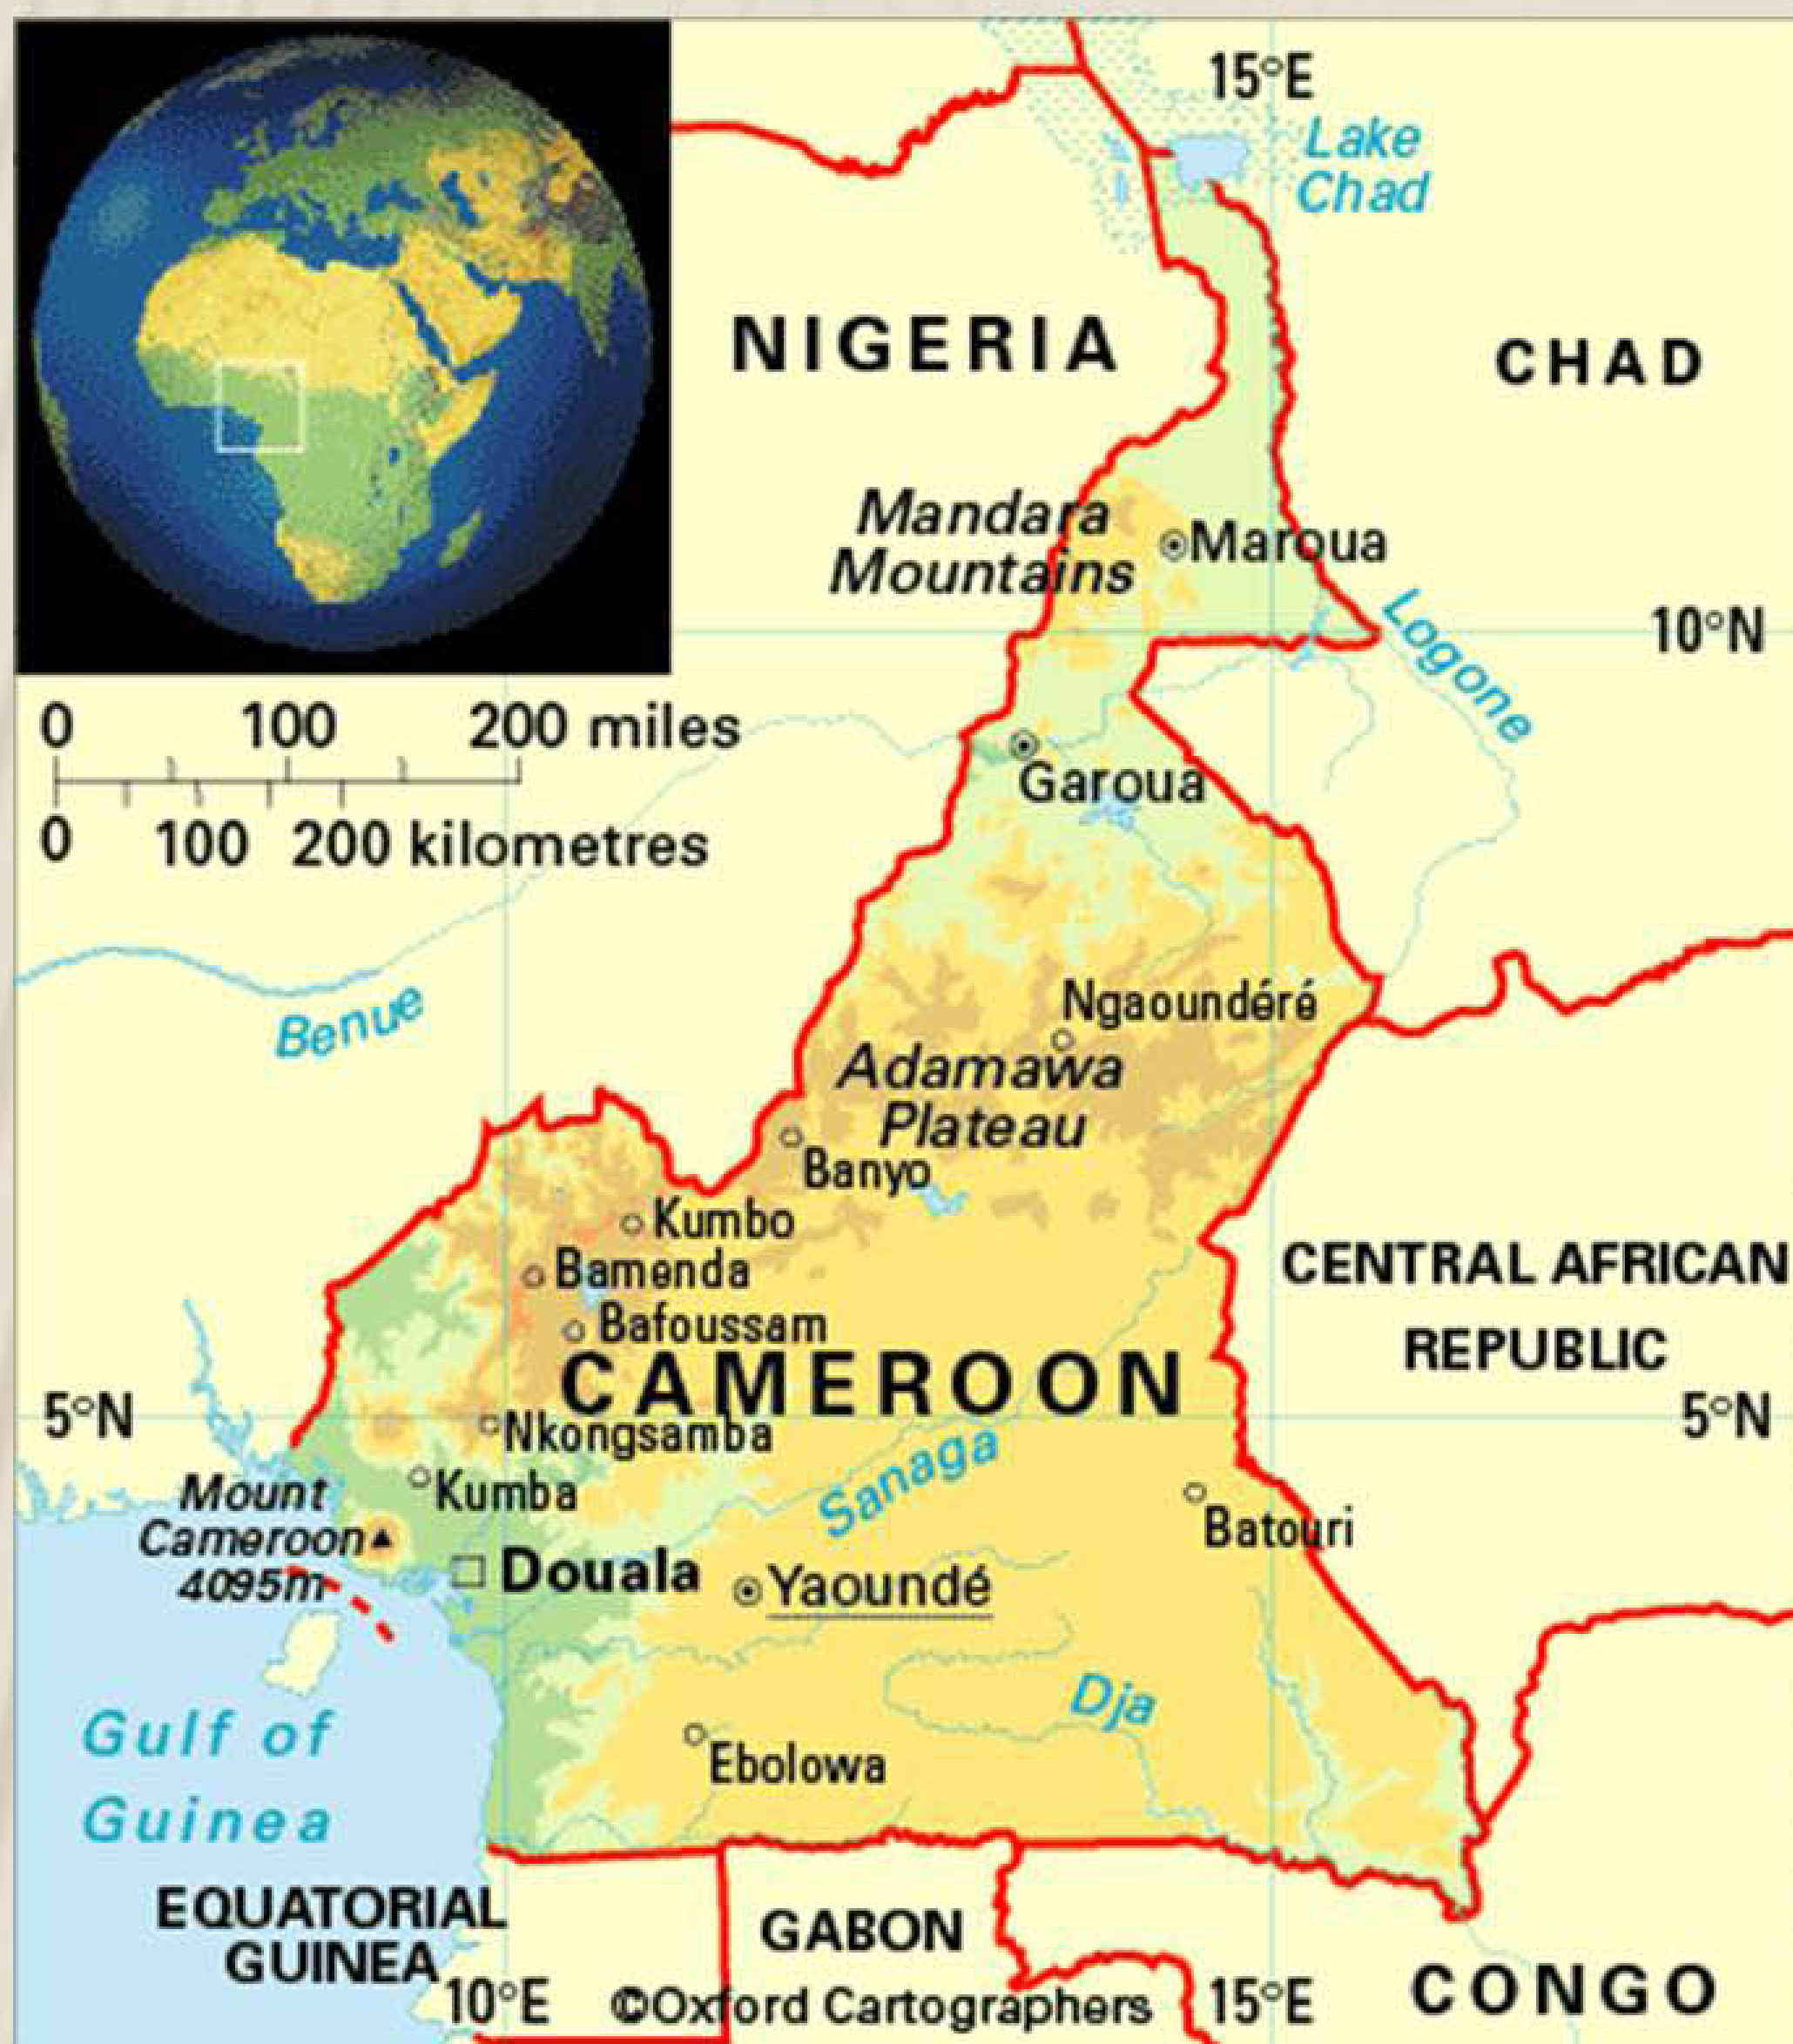 15°E
Lake
Chad
NIGERIA
CHAD
Mandara
Mountains
Maroua
10°N
Logone
0 100 200 miles
0 100 200 kilometres
Garoua
Benue
Ngaoundéré
Adamawa
Plateau
Banyo
Kumbo
Bamenda
Bafoussam
CENTRAL AFRICAN
REPUBLIC
CAMEROON
5°N
5°N
Nkongsamba
Sanaga
Kumba
Mount
Cameroon
4095m
Batouri
Douala
Yaoundé
Dja
Gulf of
Guinea
Ebolowa
EQUATORIAL
GUINEA
GABON
CONGO
10°E
©Oxford Cartographers
15°E